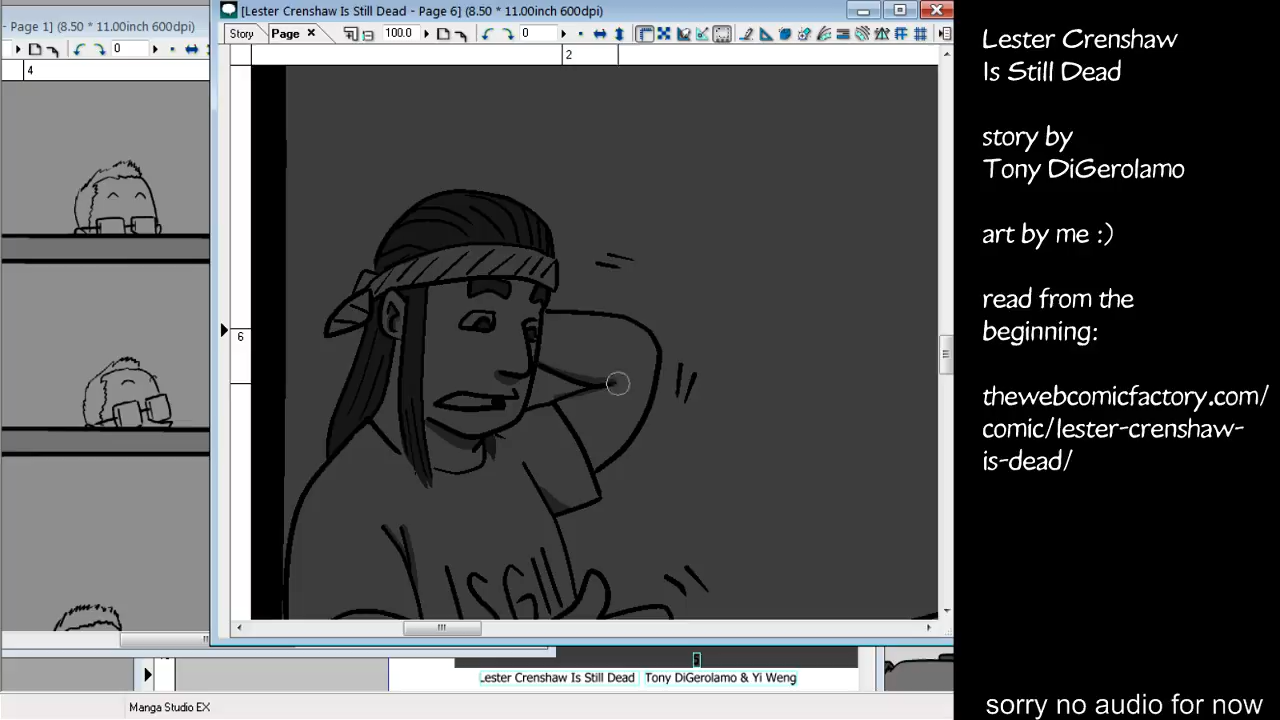 [Lester Crenshaw Is Still Dead - Page 6] (8.50 * 11.00inch 600dpi)
- Page 1] (8.50 * 11.00inch 600dpi)
Story
Page
100.0
0
0
4
2
6
Lester Crenshaw
Is Still Dead
story by
Tony DiGerolamo
art by me :)
read from the
beginning:
thewebcomicfactory.com/
comic/lester-crenshaw-
is-dead/
Lester Crenshaw Is Still Dead
Tony DiGerolamo & Yi Weng
Manga Studio EX
sorry no audio for now